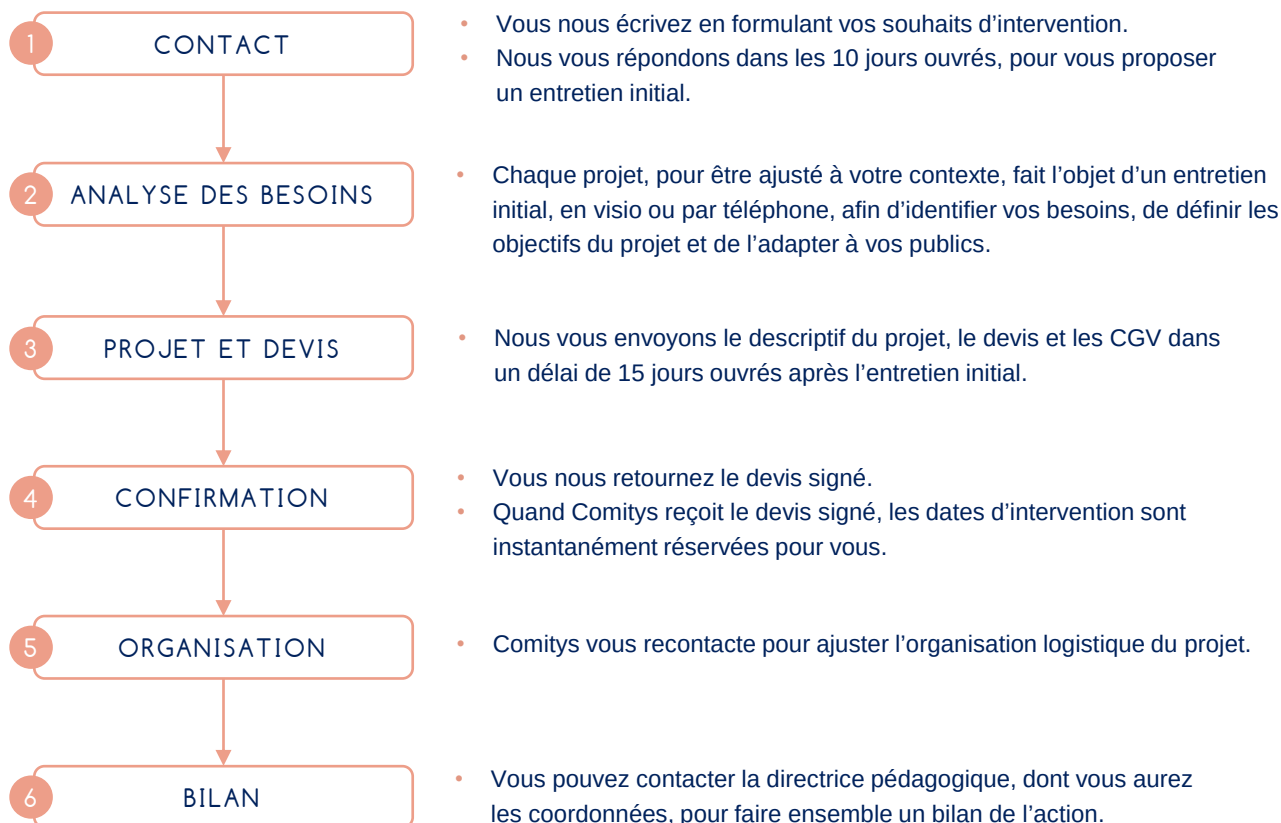 1
CONTACT
• Vous nous écrivez en formulant vos souhaits d’intervention.
• Nous vous répondons dans les 10 jours ouvrés, pour vous proposer
un entretien initial.
2
ANALYSE DES BESOINS
• Chaque projet, pour être ajusté à votre contexte, fait l’objet d’un entretien
initial, en visio ou par téléphone, afin d’identifier vos besoins, de définir les
objectifs du projet et de l’adapter à vos publics.
3
PROJET ET DEVIS
• Nous vous envoyons le descriptif du projet, le devis et les CGV dans
un délai de 15 jours ouvrés après l’entretien initial.
4
CONFIRMATION
• Vous nous retournez le devis signé.
• Quand Comitys reçoit le devis signé, les dates d’intervention sont
instantanément réservées pour vous.
5
ORGANISATION
• Comitys vous recontacte pour ajuster l’organisation logistique du projet.
6
BILAN
• Vous pouvez contacter la directrice pédagogique, dont vous aurez
les coordonnées, pour faire ensemble un bilan de l’action.